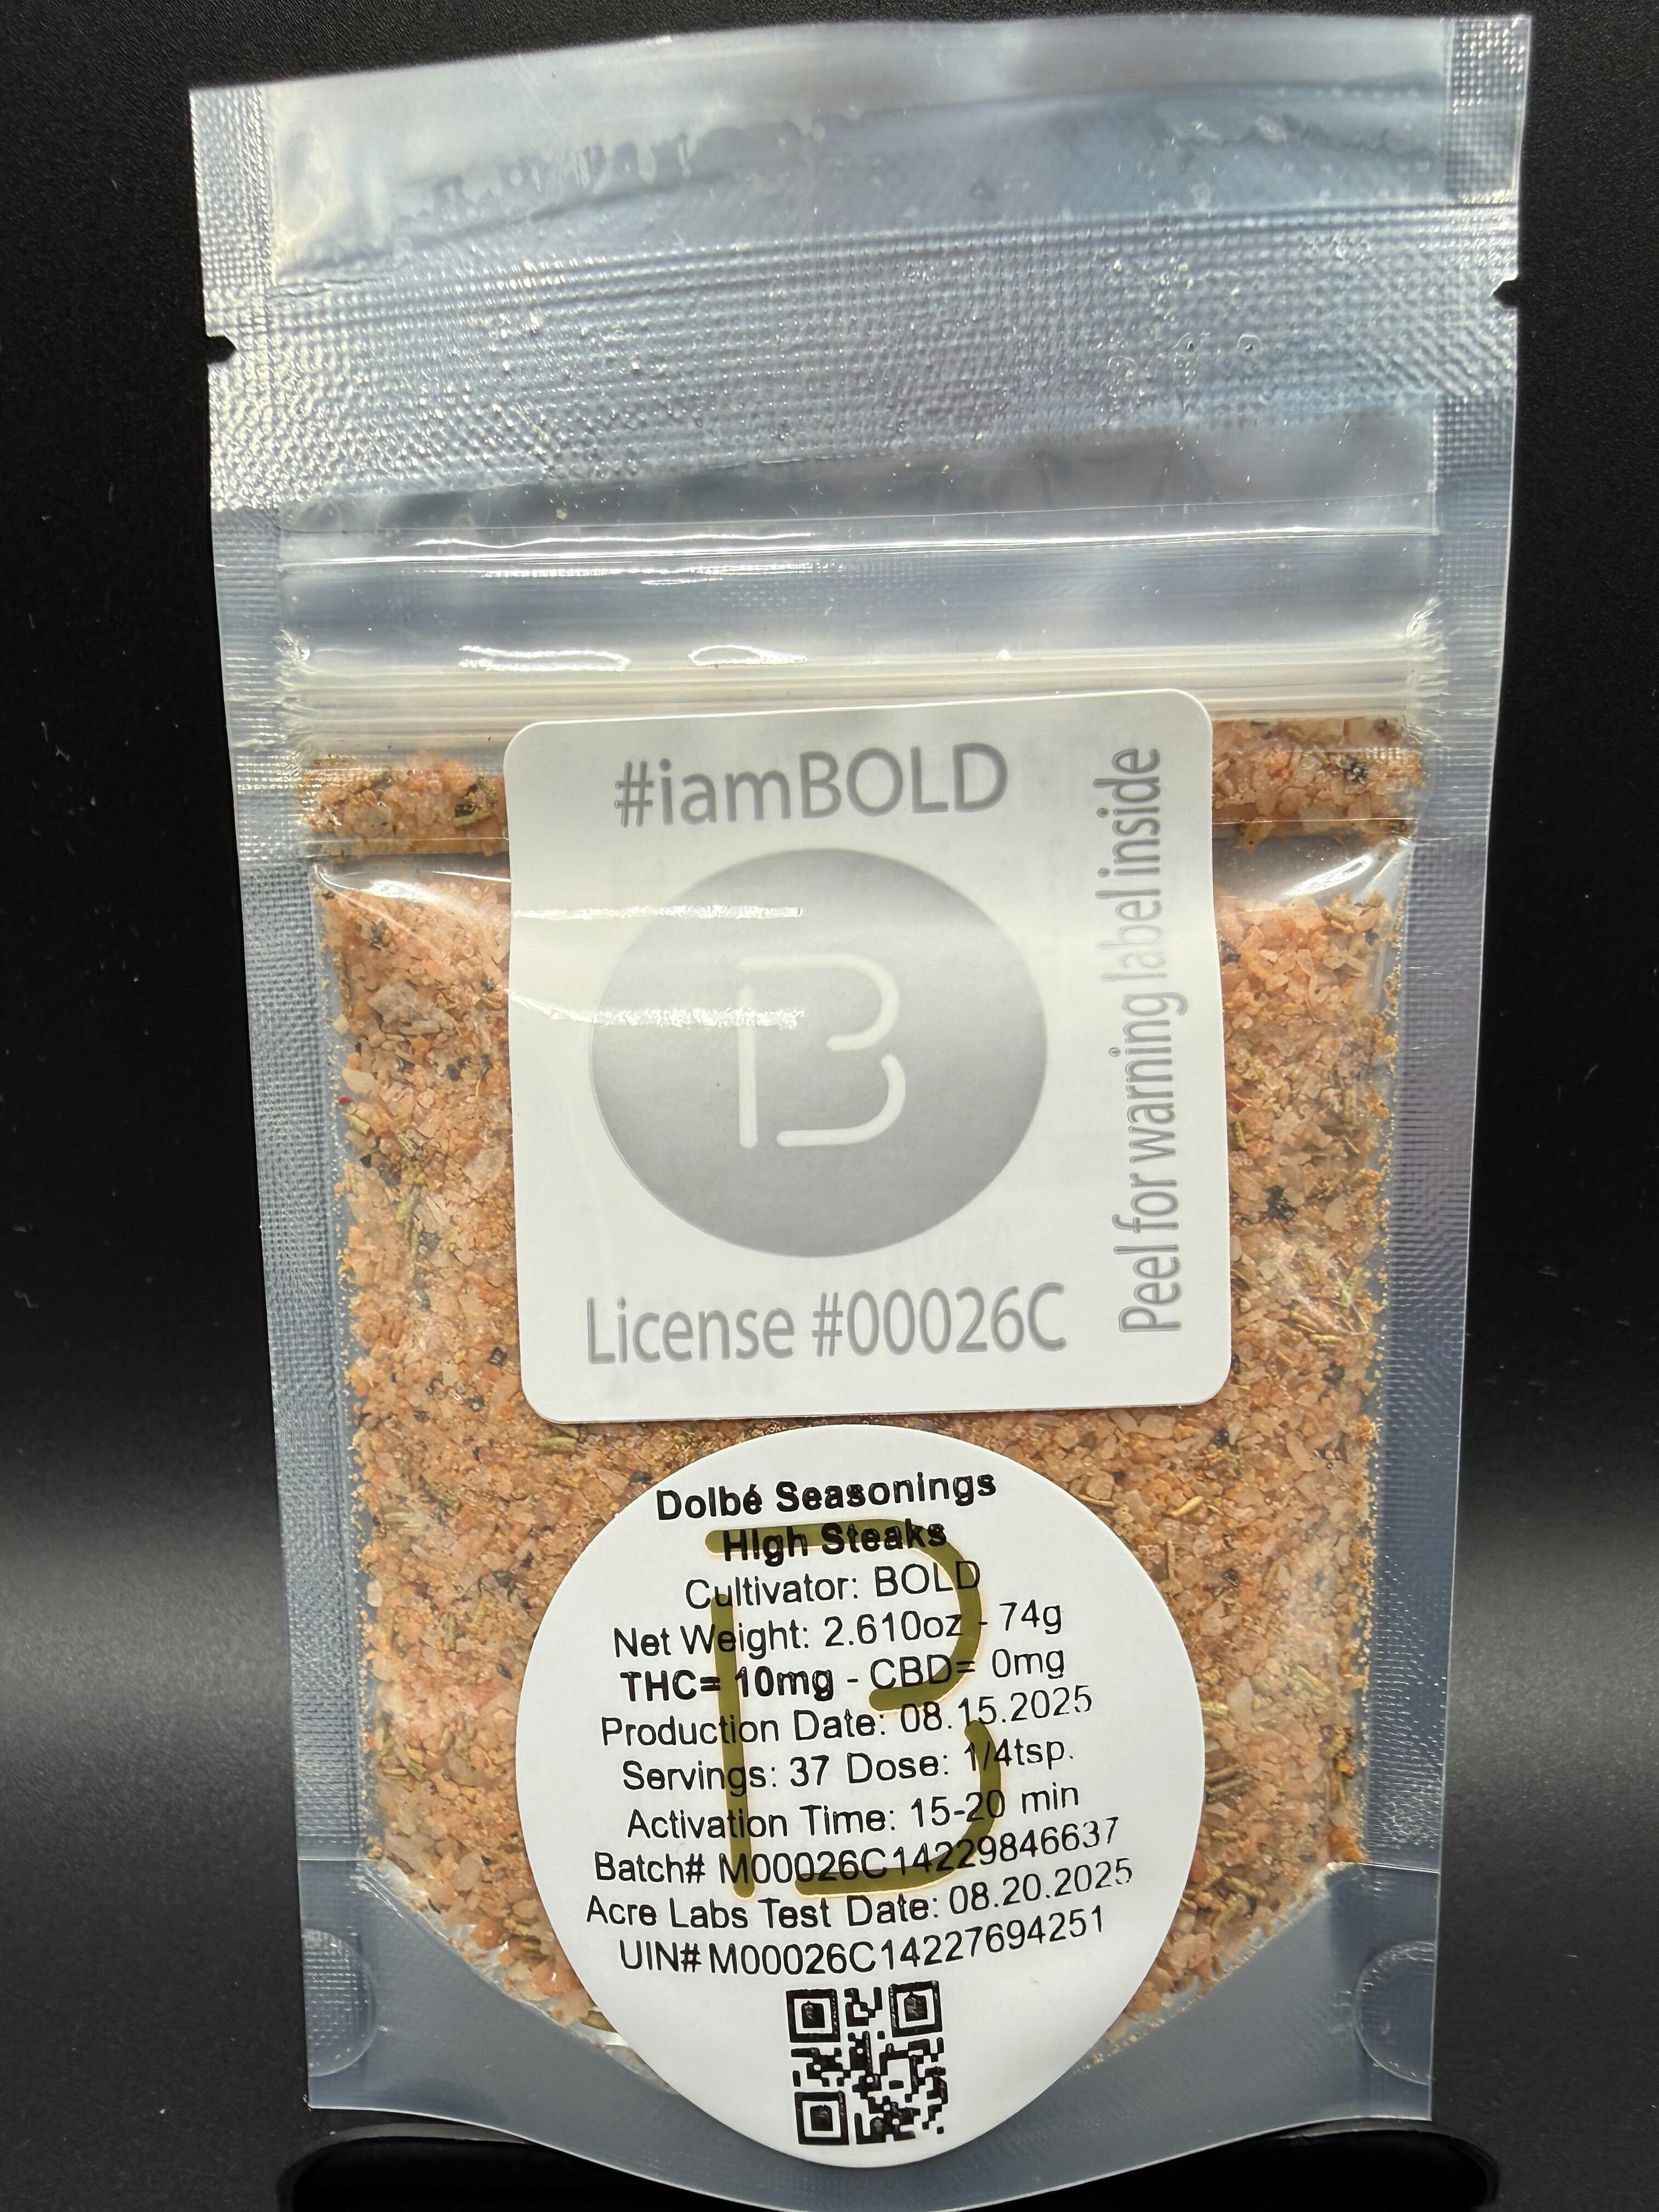 #iamBOLD
B
License #00026C
Peel for warning label inside
Dolbé Seasonings
HIgh Steaks
Cultivator: BOLD
Net Weight: 2.610oz - 74g
THC= 10mg - CBD= 0mg
Production Date: 08.15.2025
Servings: 37 Dose: 1/4tsp.
Activation Time: 15-20 min
Batch# M00026C14229846637
Acre Labs Test Date: 08.20.2025
UIN# M00026C14227694251